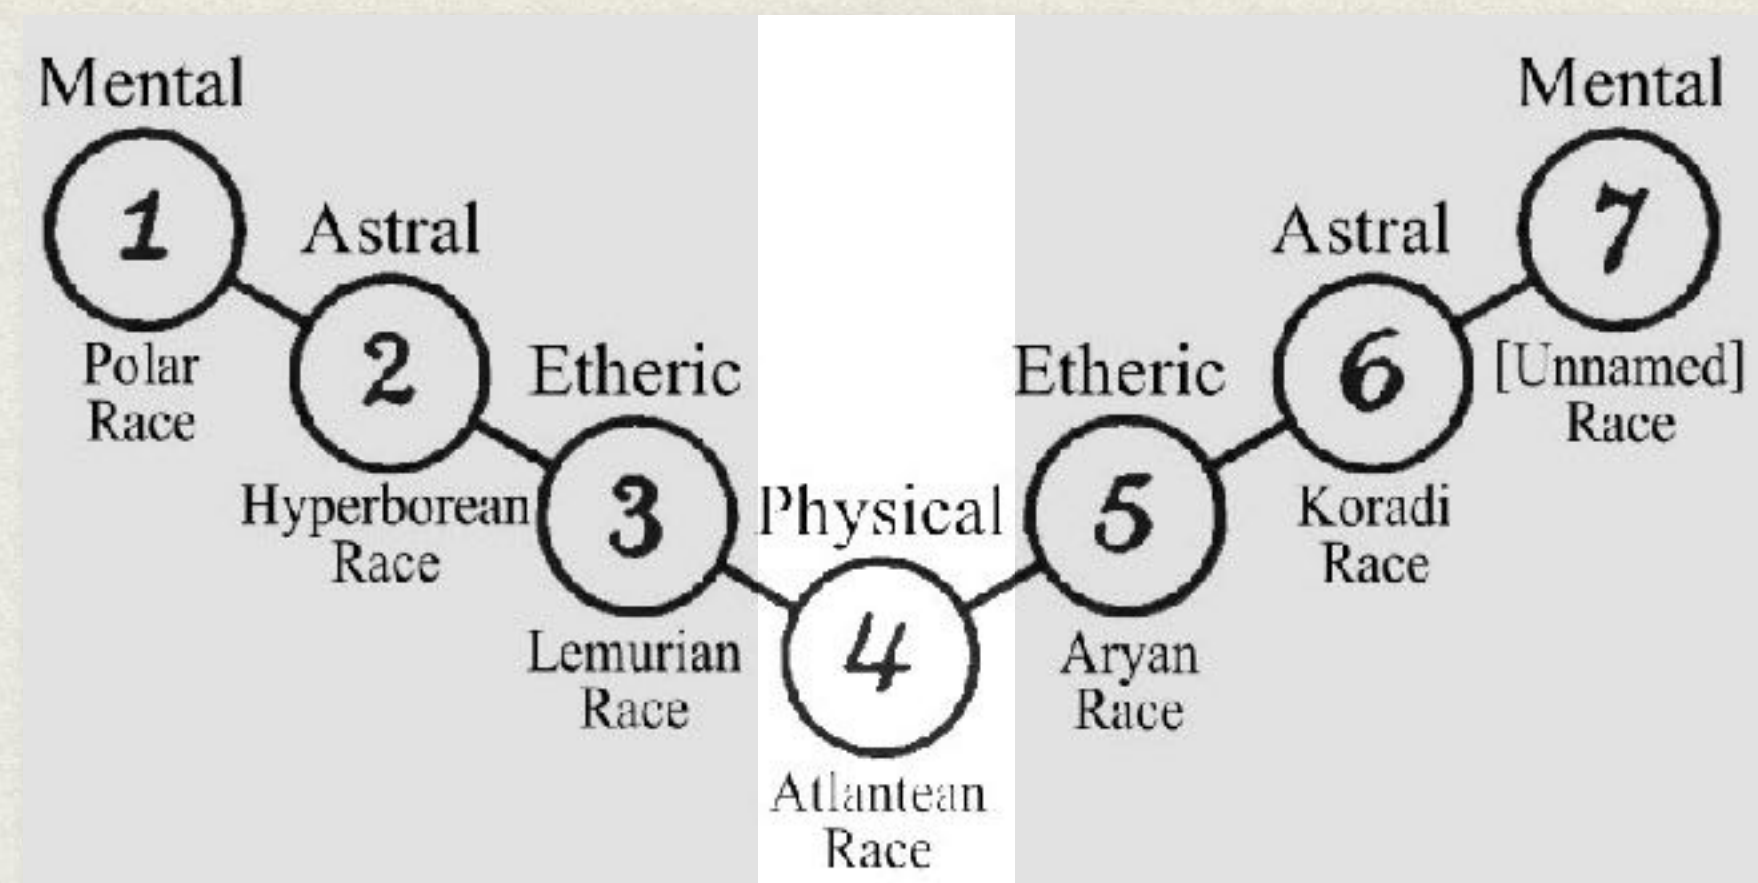 Mental
1
Polar
Race
Astral
2
Hyperborean
Race
Etheric
3
Lemurian
Race
Physical
4
Atlantean
Race
Etheric
5
Aryan
Race
Astral
6
Koradi
Race
Mental
7
[Unnamed]
Race